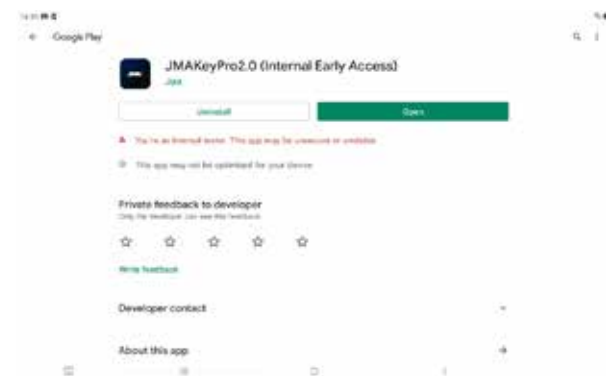 Google Play
JMAKeyPro2.0 (Internal Early Access)
Jma
Uninstall
Open
You're an internal tester. This app may be unsecure or unstable
This app may not be optimized for your device
Private feedback to developer
Only the developer can see this feedback
Write feedback
Developer contact
About this app